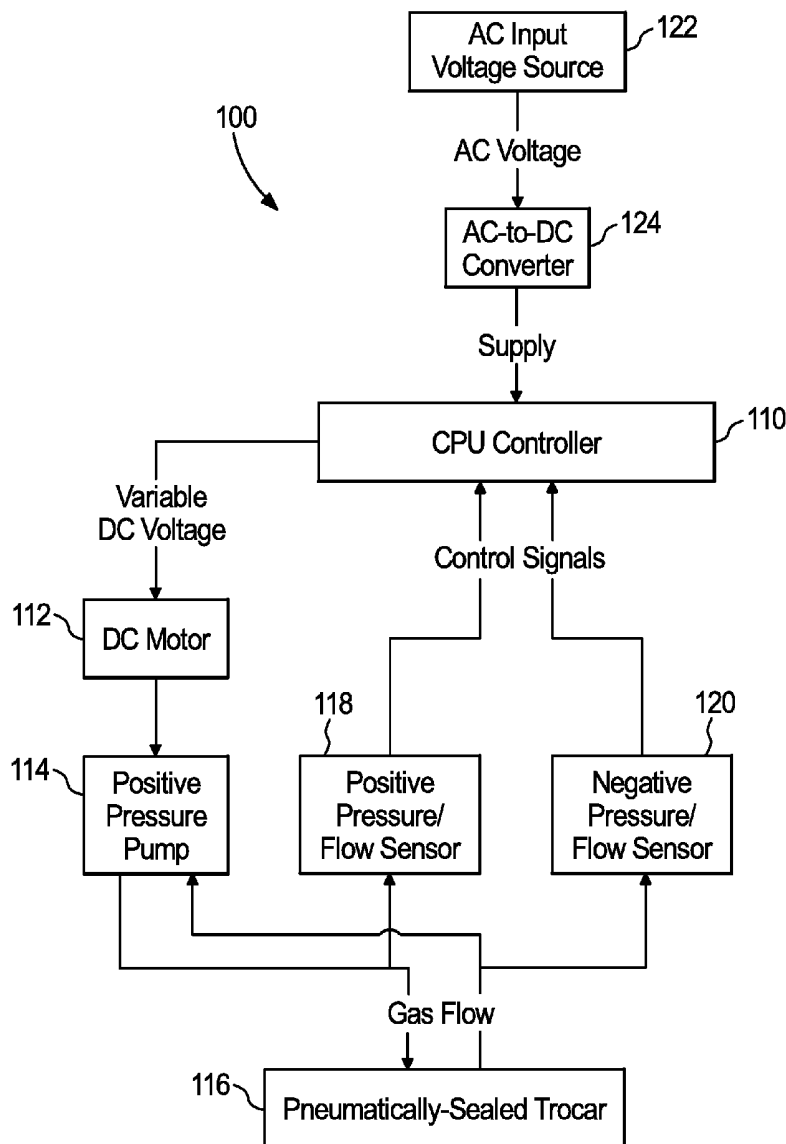 AC Input
Voltage Source
122
100
AC Voltage
AC-to-DC
Converter
124
Supply
CPU Controller
110
Variable
DC Voltage
Control Signals
112
DC Motor
118
120
114
Positive
Pressure
Pump
Positive
Pressure/
Flow Sensor
Negative
Pressure/
Flow Sensor
Gas Flow
116
Pneumatically-Sealed Trocar